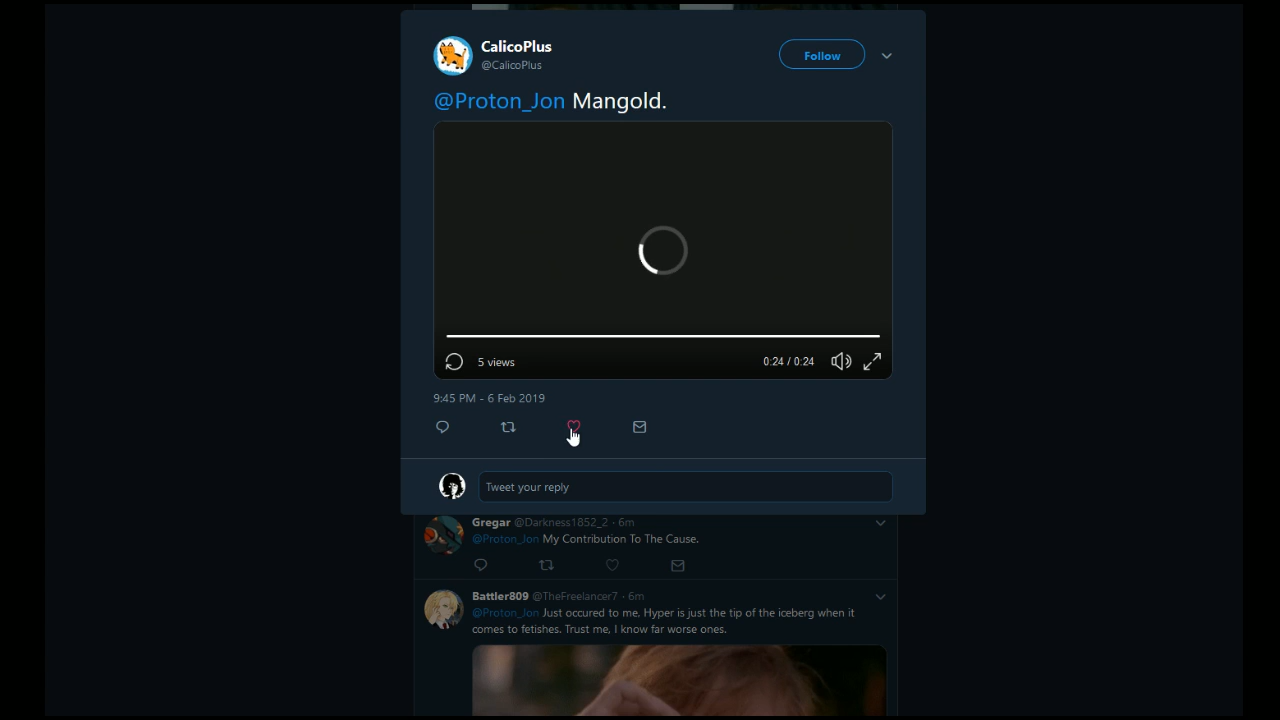 CalicoPlus
@CalicoPlus
Follow
@Proton_Jon Mangold.
5 views
0:24 / 0:24
9:45 PM - 6 Feb 2019
Tweet your reply
Gregar @Darkness1852_2 · 6m
@Proton_Jon My Contribution To The Cause.
Battler809 @TheFreelancer7 · 6m
@Proton_Jon Just occured to me, Hyper is just the tip of the iceberg when it
comes to fetishes. Trust me, I know far worse ones.